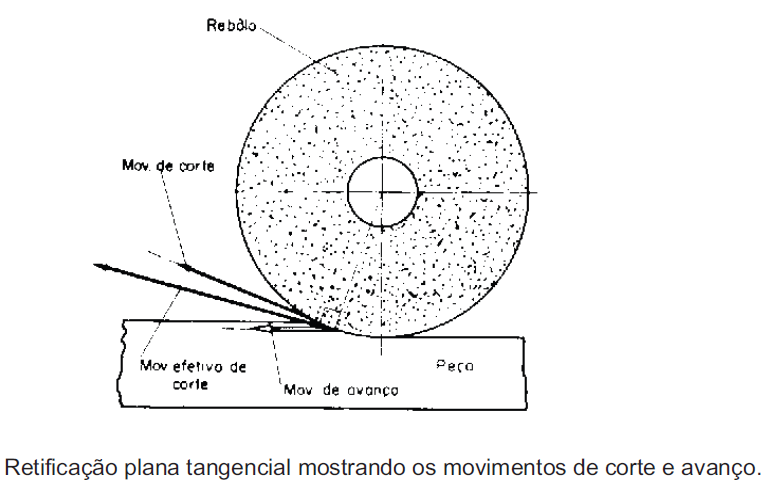 Rebôlo
Mov. de corte
Mov efetivo de
corte
Mov de avanço
Peça
Retificação plana tangencial mostrando os movimentos de corte e avanço.